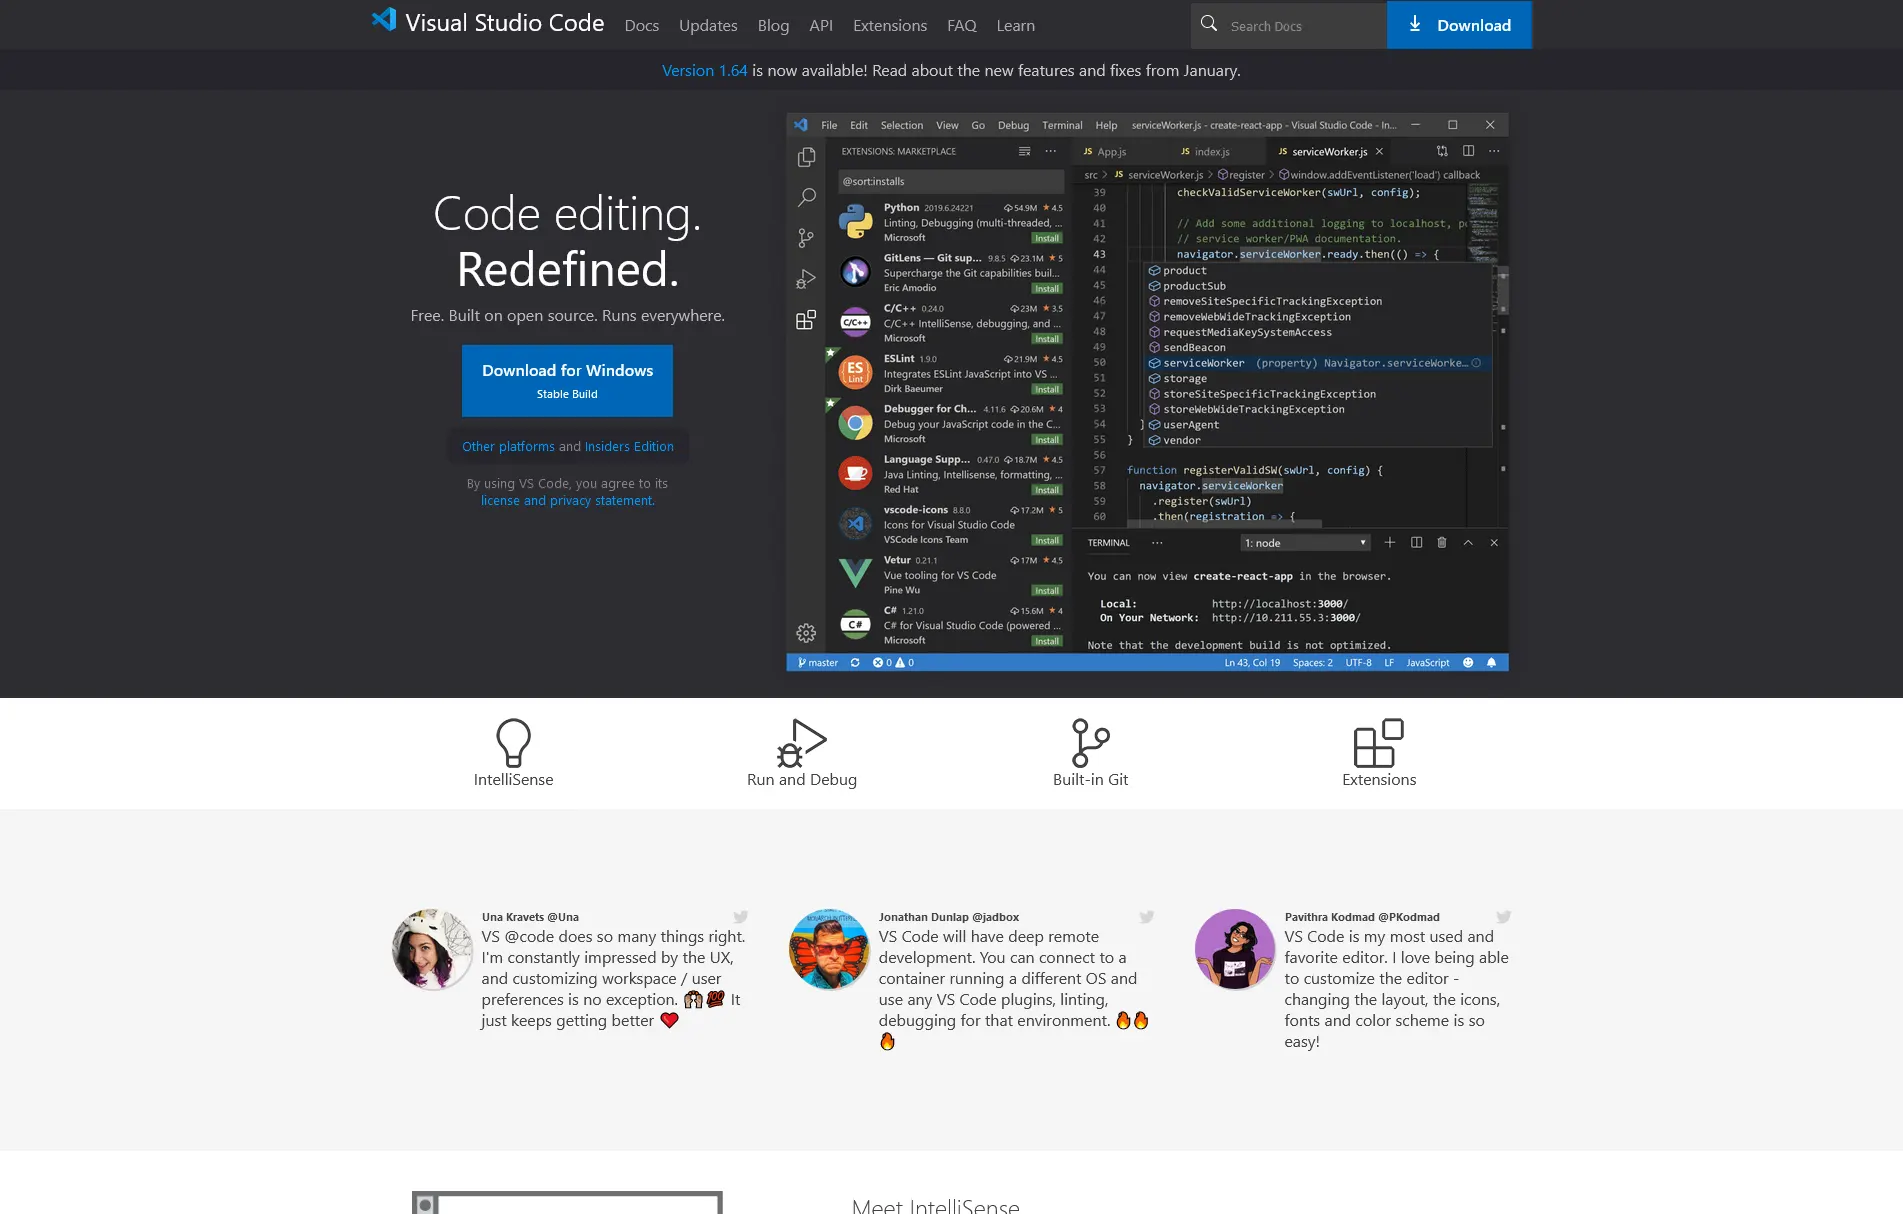 Visual Studio Code Docs Updates Blog API Extensions FAQ Learn Search Docs Download
Version 1.64 is now available! Read about the new features and fixes from January.
Code editing.
Redefined.
Free. Built on open source. Runs everywhere.
Download for Windows
Stable Build
Other platforms and Insiders Edition
By using VS Code, you agree to its
license and privacy statement.
File Edit Selection View Go Debug Terminal Help serviceWorker.js - create-react-app - Visual Studio Code - In...
EXTENSIONS: MARKETPLACE
@sort:installs
Python 2019.6.24221 54.9M ★ 4.5
Linting, Debugging (multi-threaded, ...
Microsoft Install
GitLens — Git sup... 9.8.5 23.1M ★ 5
Supercharge the Git capabilities buil...
Eric Amodio Install
C/C++ 0.24.0 23M ★ 3.5
C/C++ C/C++ IntelliSense, debugging, and ...
Microsoft Install
ESLint 1.9.0 21.9M ★ 4.5
ES Lint Integrates ESLint JavaScript into VS ...
Dirk Baeumer Install
Debugger for Ch... 4.11.6 20.6M ★ 4
Debug your JavaScript code in the C...
Microsoft Install
Language Supp... 0.47.0 18.7M ★ 4.5
Java Linting, Intellisense, formatting, ...
Red Hat Install
vscode-icons 8.8.0 17.2M ★ 5
Icons for Visual Studio Code
VSCode Icons Team Install
Vetur 0.21.1 17M ★ 4.5
Vue tooling for VS Code
Pine Wu Install
C# 1.21.0 15.6M ★ 4
C# C# for Visual Studio Code (powered ...
Microsoft Install
JS App.js JS index.js JS serviceWorker.js
src > JS serviceWorker.js > register > window.addEventListener('load') callback
39 checkValidServiceWorker(swUrl, config);
40
41 // Add some additional logging to localhost,
42 // service worker/PWA documentation.
43 navigator.serviceWorker.ready.then(() => {
44 product
45 productSub
46 removeSiteSpecificTrackingException
47 removeWebWideTrackingException
48 requestMediaKeySystemAccess
49 sendBeacon
50 serviceWorker (property) Navigator.serviceWorke...
51 storage
52 storeSiteSpecificTrackingException
53 storeWebWideTrackingException
54 } userAgent
55 } vendor
56
57 function registerValidSW(swUrl, config) {
58 navigator.serviceWorker
59 .register(swUrl)
60 .then(registration => {
TERMINAL ... 1: node
You can now view create-react-app in the browser.
Local: http://localhost:3000/
On Your Network: http://10.211.55.3:3000/
Note that the development build is not optimized.
master 0 0 Ln 43, Col 19 Spaces: 2 UTF-8 LF JavaScript
IntelliSense
Run and Debug
Built-in Git
Extensions
Una Kravets @Una
VS @code does so many things right.
I'm constantly impressed by the UX,
and customizing workspace / user
preferences is no exception. 🙌🏽💯 It
just keeps getting better ❤️
Jonathan Dunlap @jadbox
VS Code will have deep remote
development. You can connect to a
container running a different OS and
use any VS Code plugins, linting,
debugging for that environment. 🔥🔥
🔥
Pavithra Kodmad @PKodmad
VS Code is my most used and
favorite editor. I love being able
to customize the editor -
changing the layout, the icons,
fonts and color scheme is so
easy!
Meet IntelliSense